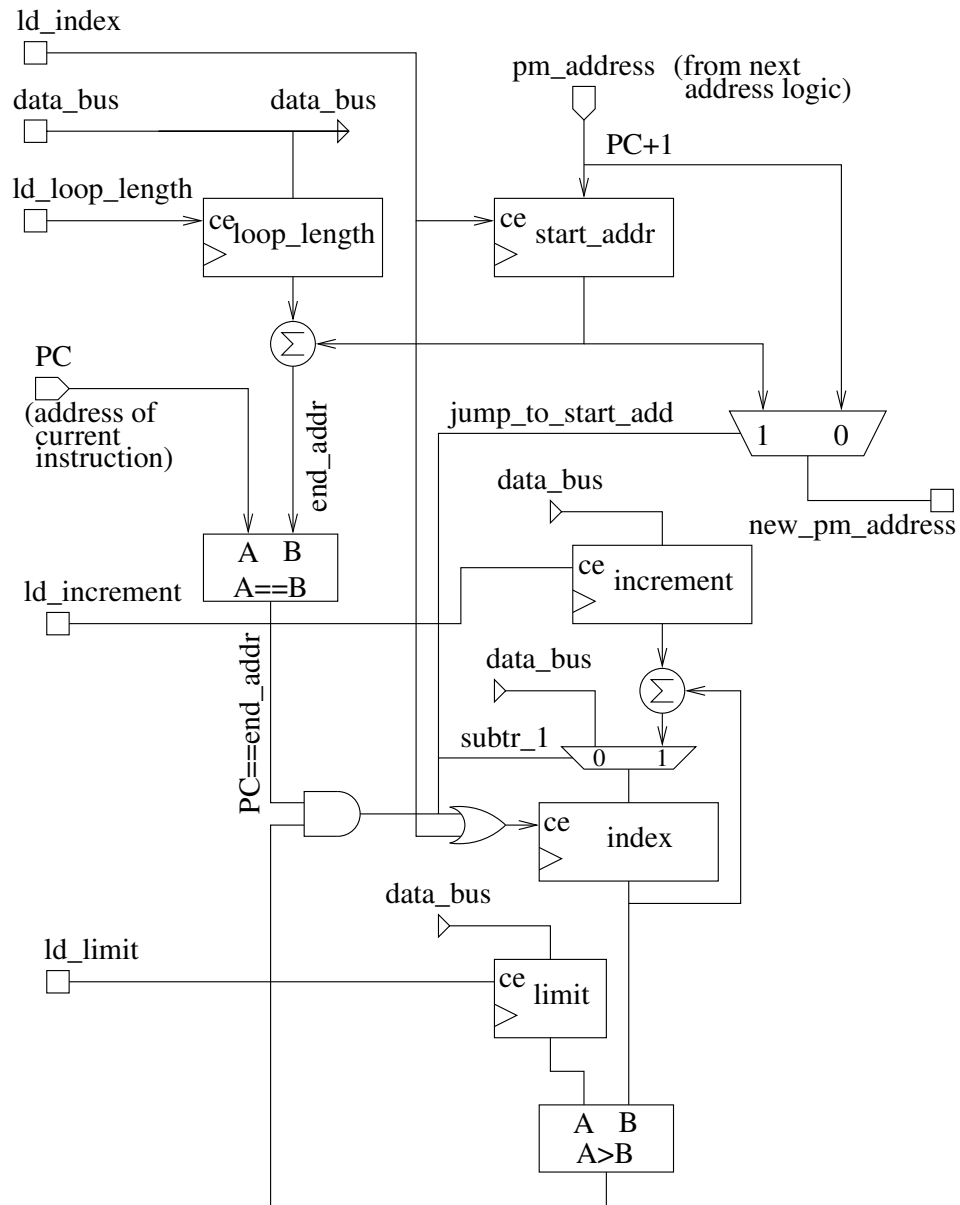 ld_index
pm_address (from next
address logic)
data_bus
data_bus
PC+1
ld_loop_length
ce
loop_length
ce
start_addr
Σ
PC
(address of
current
instruction)
end_addr
jump_to_start_add
1 0
data_bus
new_pm_address
A B
A==B
ce
increment
ld_increment
PC==end_addr
data_bus
Σ
subtr_1
0 1
ce
index
data_bus
ld_limit
ce
limit
A B
A>B